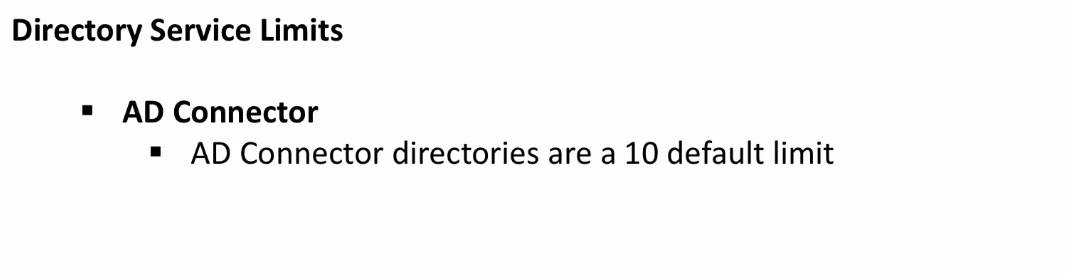 Directory Service Limits
▪ AD Connector
▪ AD Connector directories are a 10 default limit